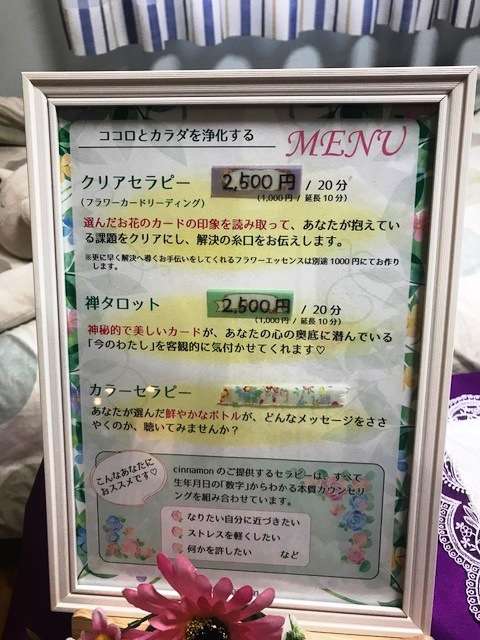 ココロとカラダを浄化する
MENU
クリアセラピー 2,500円 / 20分
（フラワーカードリーディング） （1,000円 / 延長10分）
選んだお花のカードの印象を読み取って、あなたが抱えてい
る課題をクリアにし、解決の糸口をお伝えします。
※更に早く解決へ導くお手伝いをしてくれるフラワーエッセンスは別途1000円にてお作り
します。
禅タロット 2,500円 / 20分
（1,000円 / 延長10分）
神秘的で美しいカードが、あなたの心の奥底に潜んでいる
「今のわたし」を客観的に気付かせてくれます♡
カラーセラピー
あなたが選んだ鮮やかなボトルが、どんなメッセージをささ
やくのか、聴いてみませんか？
こんなあなたに
おススメです♡
cinnamonのご提供するセラピーは、すべて
生年月日の「数字」からわかる本質カウンセリ
ングを組み合わせています。
なりたい自分に近づきたい
ストレスを軽くしたい
何かを許したい など